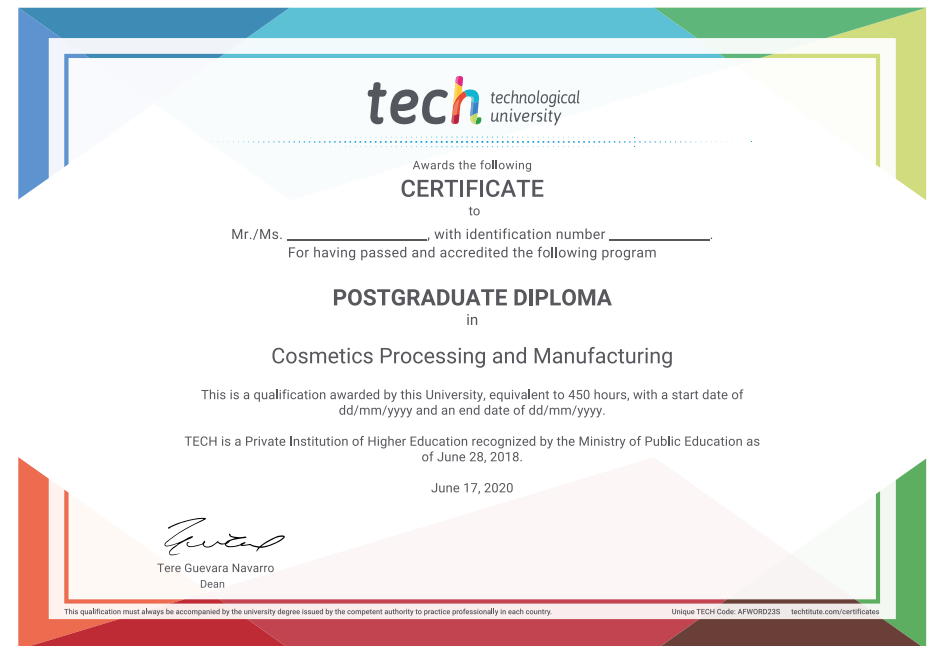 tech technological
university
Awards the following
CERTIFICATE
to
Mr./Ms. ____________________, with identification number ______________.
For having passed and accredited the following program
POSTGRADUATE DIPLOMA
in
Cosmetics Processing and Manufacturing
This is a qualification awarded by this University, equivalent to 450 hours, with a start date of
dd/mm/yyyy and an end date of dd/mm/yyyy.
TECH is a Private Institution of Higher Education recognized by the Ministry of Public Education as
of June 28, 2018.
June 17, 2020
Tere Guevara Navarro
Dean
This qualification must always be accompanied by the university degree issued by the competent authority to practice professionally in each country. Unique TECH Code: AFWORD23S techtitute.com/certificates